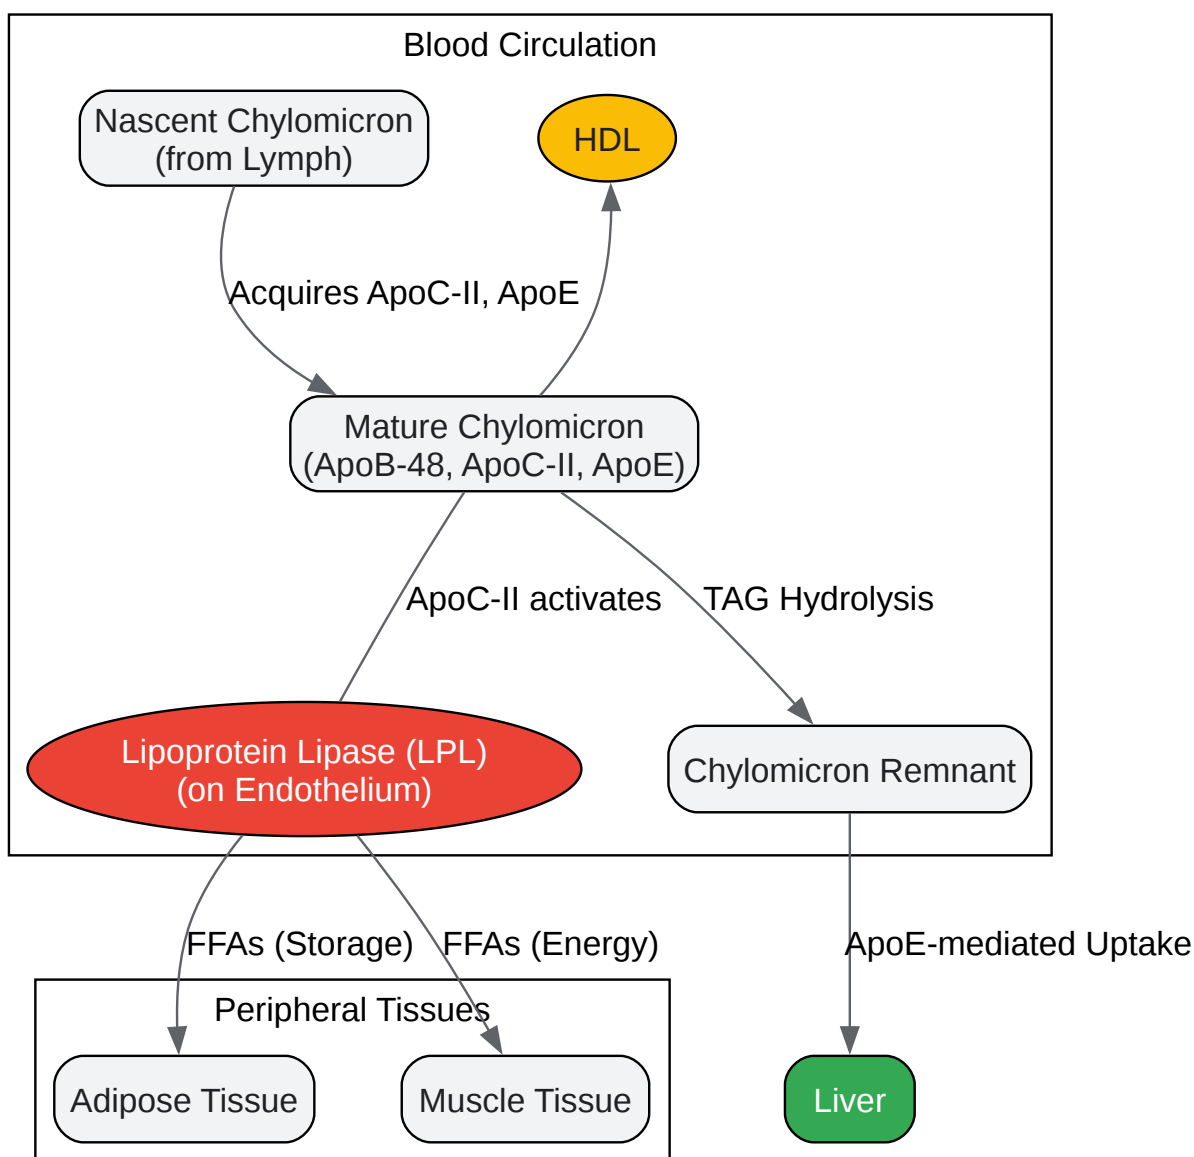 Blood Circulation
Nascent Chylomicron
(from Lymph)
HDL
Acquires ApoC-II, ApoE
Mature Chylomicron
(ApoB-48, ApoC-II, ApoE)
ApoC-II activates
TAG Hydrolysis
Lipoprotein Lipase (LPL)
(on Endothelium)
Chylomicron Remnant
FFAs (Storage)
FFAs (Energy)
ApoE-mediated Uptake
Peripheral Tissues
Adipose Tissue
Muscle Tissue
Liver